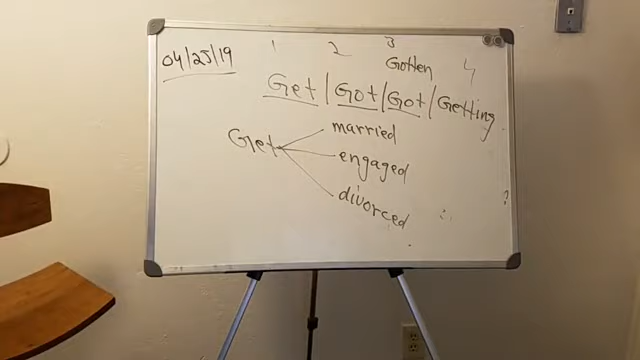 04/25/19
1 2 3 4
Gotten
Get / Got / Got / Getting
Get married
engaged
divorced
?